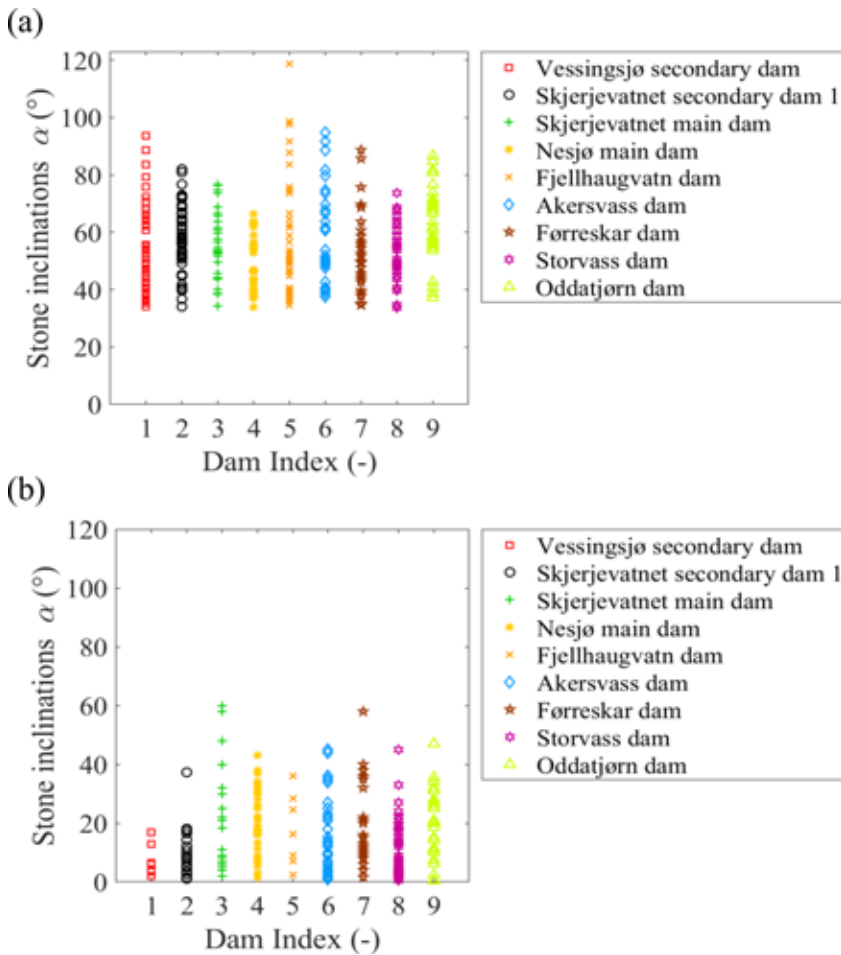 (a)
120
100
80
60
40
20
0
Stone inclinations α (°)
1 2 3 4 5 6 7 8 9
Dam Index (-)
Vessingsjø secondary dam
Skjerjevatnet secondary dam 1
Skjerjevatnet main dam
Nesjø main dam
Fjellhaugvatn dam
Akersvass dam
Førreskar dam
Storvass dam
Oddatjørn dam
(b)
120
100
80
60
40
20
0
Stone inclinations α (°)
1 2 3 4 5 6 7 8 9
Dam Index (-)
Vessingsjø secondary dam
Skjerjevatnet secondary dam 1
Skjerjevatnet main dam
Nesjø main dam
Fjellhaugvatn dam
Akersvass dam
Førreskar dam
Storvass dam
Oddatjørn dam